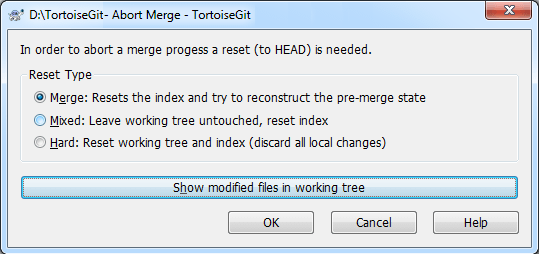 D:\TortoiseGit- Abort Merge - TortoiseGit
In order to abort a merge progess a reset (to HEAD) is needed.
Reset Type
Merge: Resets the index and try to reconstruct the pre-merge state
Mixed: Leave working tree untouched, reset index
Hard: Reset working tree and index (discard all local changes)
Show modified files in working tree
OK Cancel Help